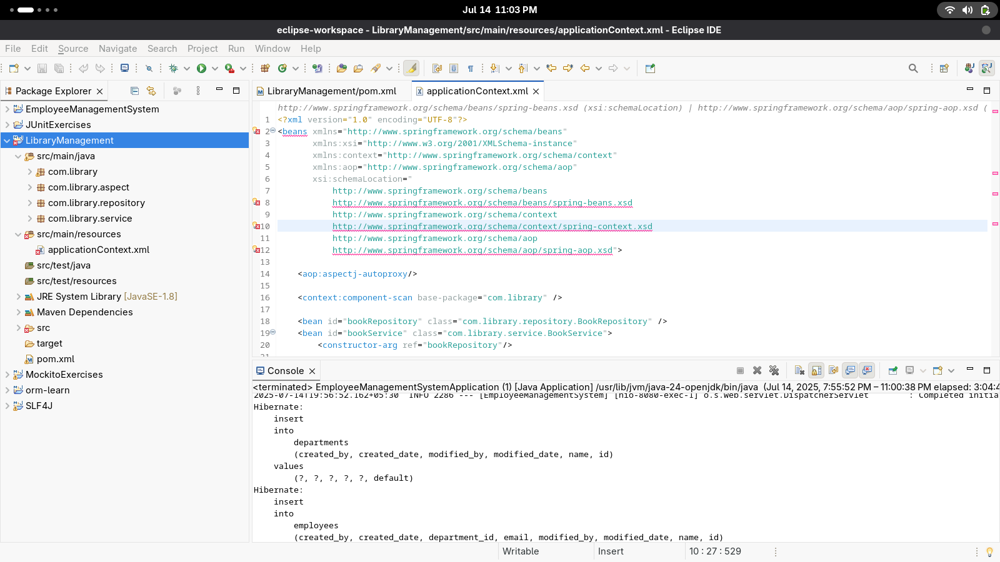 Jul 14 11:03 PM
eclipse-workspace - LibraryManagement/src/main/resources/applicationContext.xml - Eclipse IDE
File Edit Source Navigate Search Project Run Window Help
Package Explorer
EmployeeManagementSystem
JUnitExercises
LibraryManagement
src/main/java
com.library
com.library.aspect
com.library.repository
com.library.service
src/main/resources
applicationContext.xml
src/test/java
src/test/resources
JRE System Library [JavaSE-1.8]
Maven Dependencies
src
target
pom.xml
MockitoExercises
orm-learn
SLF4J
LibraryManagement/pom.xml applicationContext.xml
http://www.springframework.org/schema/beans/spring-beans.xsd (xsi:schemaLocation) | http://www.springframework.org/schema/aop/spring-aop.xsd (
1 <?xml version="1.0" encoding="UTF-8"?>
2 <beans xmlns="http://www.springframework.org/schema/beans"
3 xmlns:xsi="http://www.w3.org/2001/XMLSchema-instance"
4 xmlns:context="http://www.springframework.org/schema/context"
5 xmlns:aop="http://www.springframework.org/schema/aop"
6 xsi:schemaLocation="
7 http://www.springframework.org/schema/beans
8 http://www.springframework.org/schema/beans/spring-beans.xsd
9 http://www.springframework.org/schema/context
10 http://www.springframework.org/schema/context/spring-context.xsd
11 http://www.springframework.org/schema/aop
12 http://www.springframework.org/schema/aop/spring-aop.xsd">
13
14 <aop:aspectj-autoproxy/>
15
16 <context:component-scan base-package="com.library" />
17
18 <bean id="bookRepository" class="com.library.repository.BookRepository" />
19 <bean id="bookService" class="com.library.service.BookService">
20 <constructor-arg ref="bookRepository"/>
21
Console
<terminated> EmployeeManagementSystemApplication (1) [Java Application] /usr/lib/jvm/java-24-openjdk/bin/java (Jul 14, 2025, 7:55:52 PM – 11:00:38 PM elapsed: 3:04:4
2025-07-14T19:56:52.162+05:30 INFO 2286 --- [EmployeeManagementSystem] [nio-8080-exec-1] o.s.web.servlet.DispatcherServlet : Completed initia
Hibernate:
insert
into
departments
(created_by, created_date, modified_by, modified_date, name, id)
values
(?, ?, ?, ?, ?, default)
Hibernate:
insert
into
employees
(created_by, created_date, department_id, email, modified_by, modified_date, name, id)
Writable Insert 10 : 27 : 529